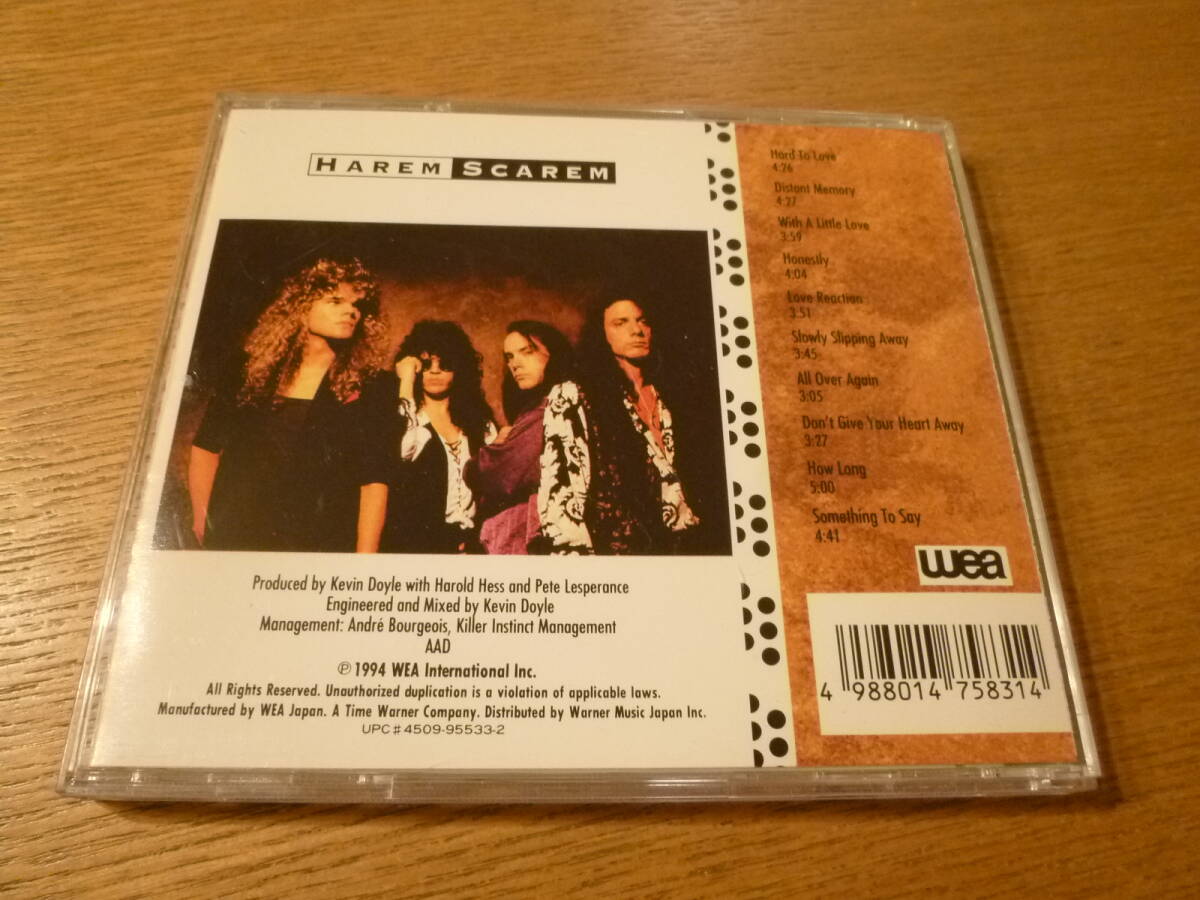 HAREM SCAREM
Hard To Love
4:26
Distant Memory
4:27
With A Little Love
3:59
Honestly
4:04
Love Reaction
3:51
Slowly Slipping Away
3:45
All Over Again
3:05
Don't Give Your Heart Away
3:27
How Long
5:00
Something To Say
4:41
wea
4 988014 758314
Produced by Kevin Doyle with Harold Hess and Pete Lesperance
Engineered and Mixed by Kevin Doyle
Management: André Bourgeois, Killer Instinct Management
AAD
℗ 1994 WEA International Inc.
All Rights Reserved. Unauthorized duplication is a violation of applicable laws.
Manufactured by WEA Japan. A Time Warner Company. Distributed by Warner Music Japan Inc.
UPC # 4509-95533-2